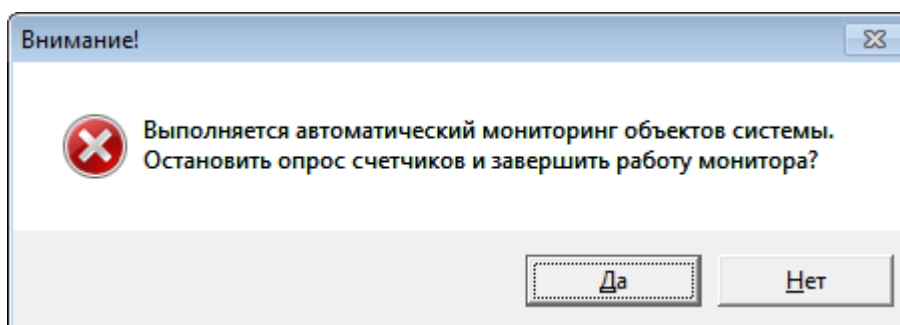 Внимание!
Выполняется автоматический мониторинг объектов системы.
Остановить опрос счетчиков и завершить работу монитора?
Да
Нет